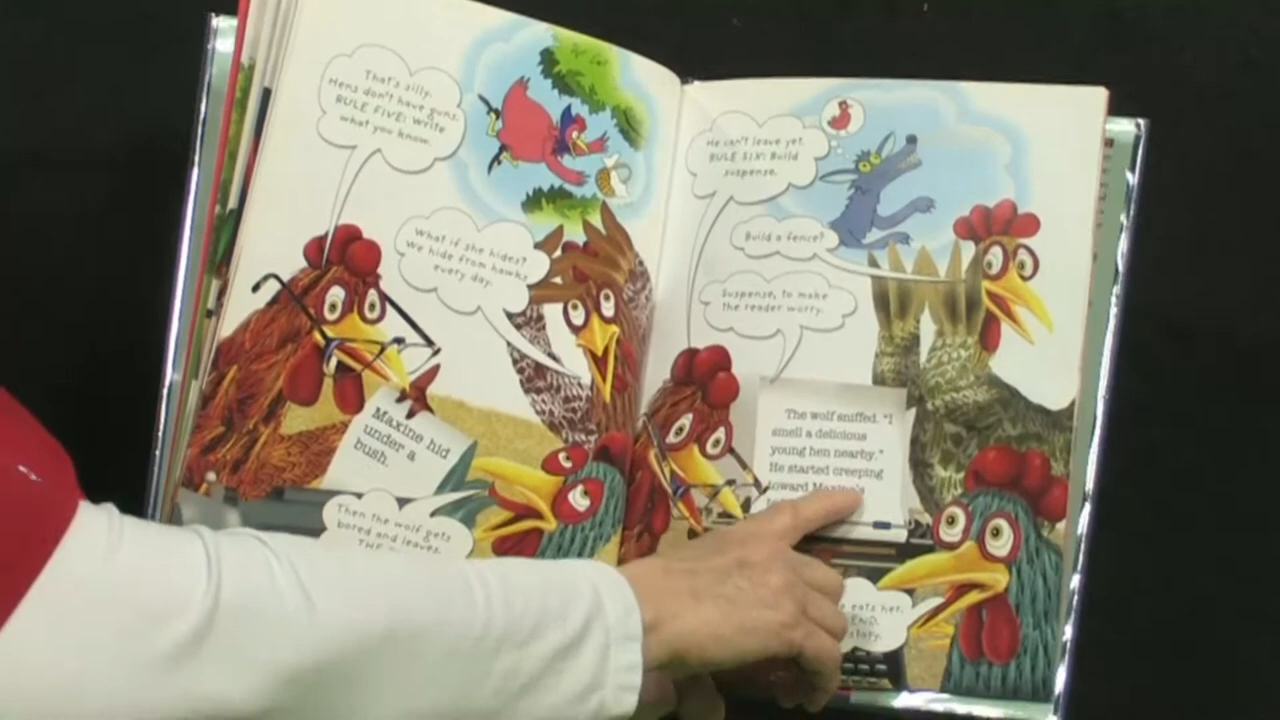 That's silly.
Hens don't have guns.
RULE FIVE: Write
what you know.
What if she hides?
We hide from hawks
every day.
Maxine hid
under a
bush.
Then the wolf gets
bored and leaves.
THE
He can't leave yet.
RULE SIX: Build
suspense.
Build a fence?
Suspense, to make
the reader worry.
The wolf sniffed. "I
smell a delicious
young hen nearby."
He started creeping
toward Maxine's
eats her.
END.
story.